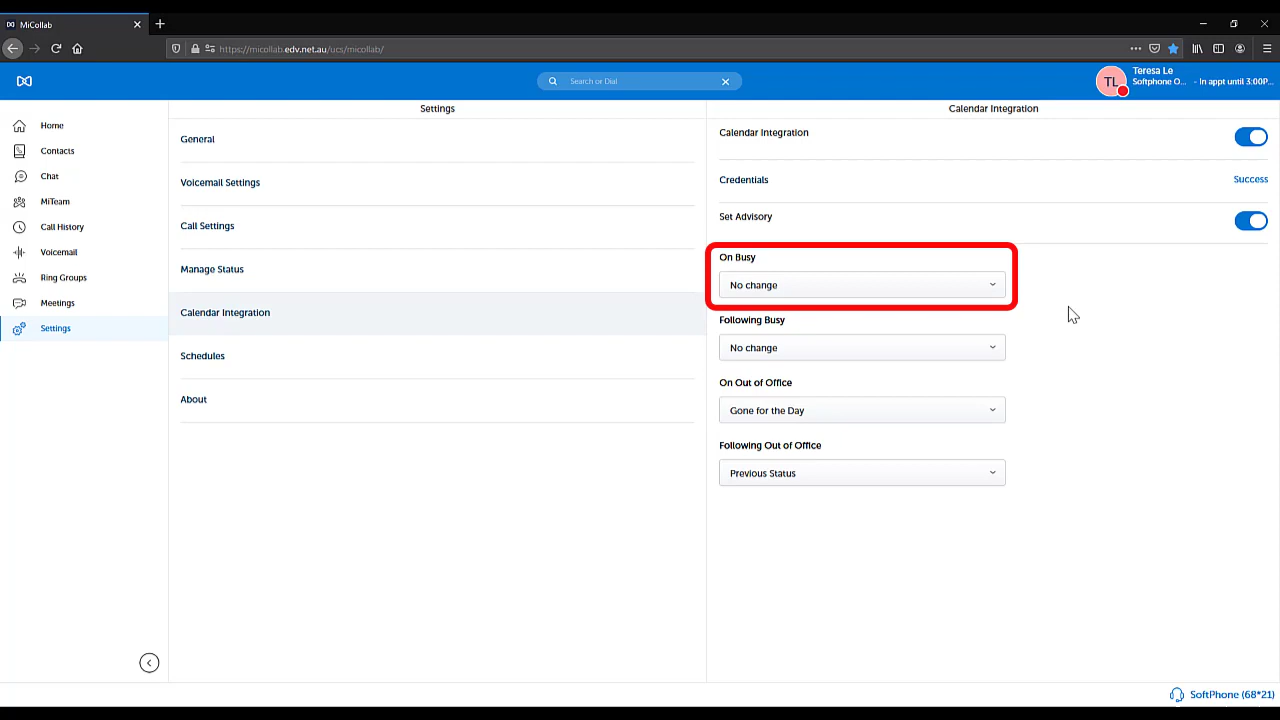 MiCollab
https://micollab.edv.net.au/ucs/micollab/
Search or Dial
TL
Teresa Le
Softphone O... - In appt until 3:00P...
Home
Contacts
Chat
MiTeam
Call History
Voicemail
Ring Groups
Meetings
Settings
Settings
General
Voicemail Settings
Call Settings
Manage Status
Calendar Integration
Schedules
About
Calendar Integration
Calendar Integration
Credentials Success
Set Advisory
On Busy
No change
Following Busy
No change
On Out of Office
Gone for the Day
Following Out of Office
Previous Status
SoftPhone (68*21)